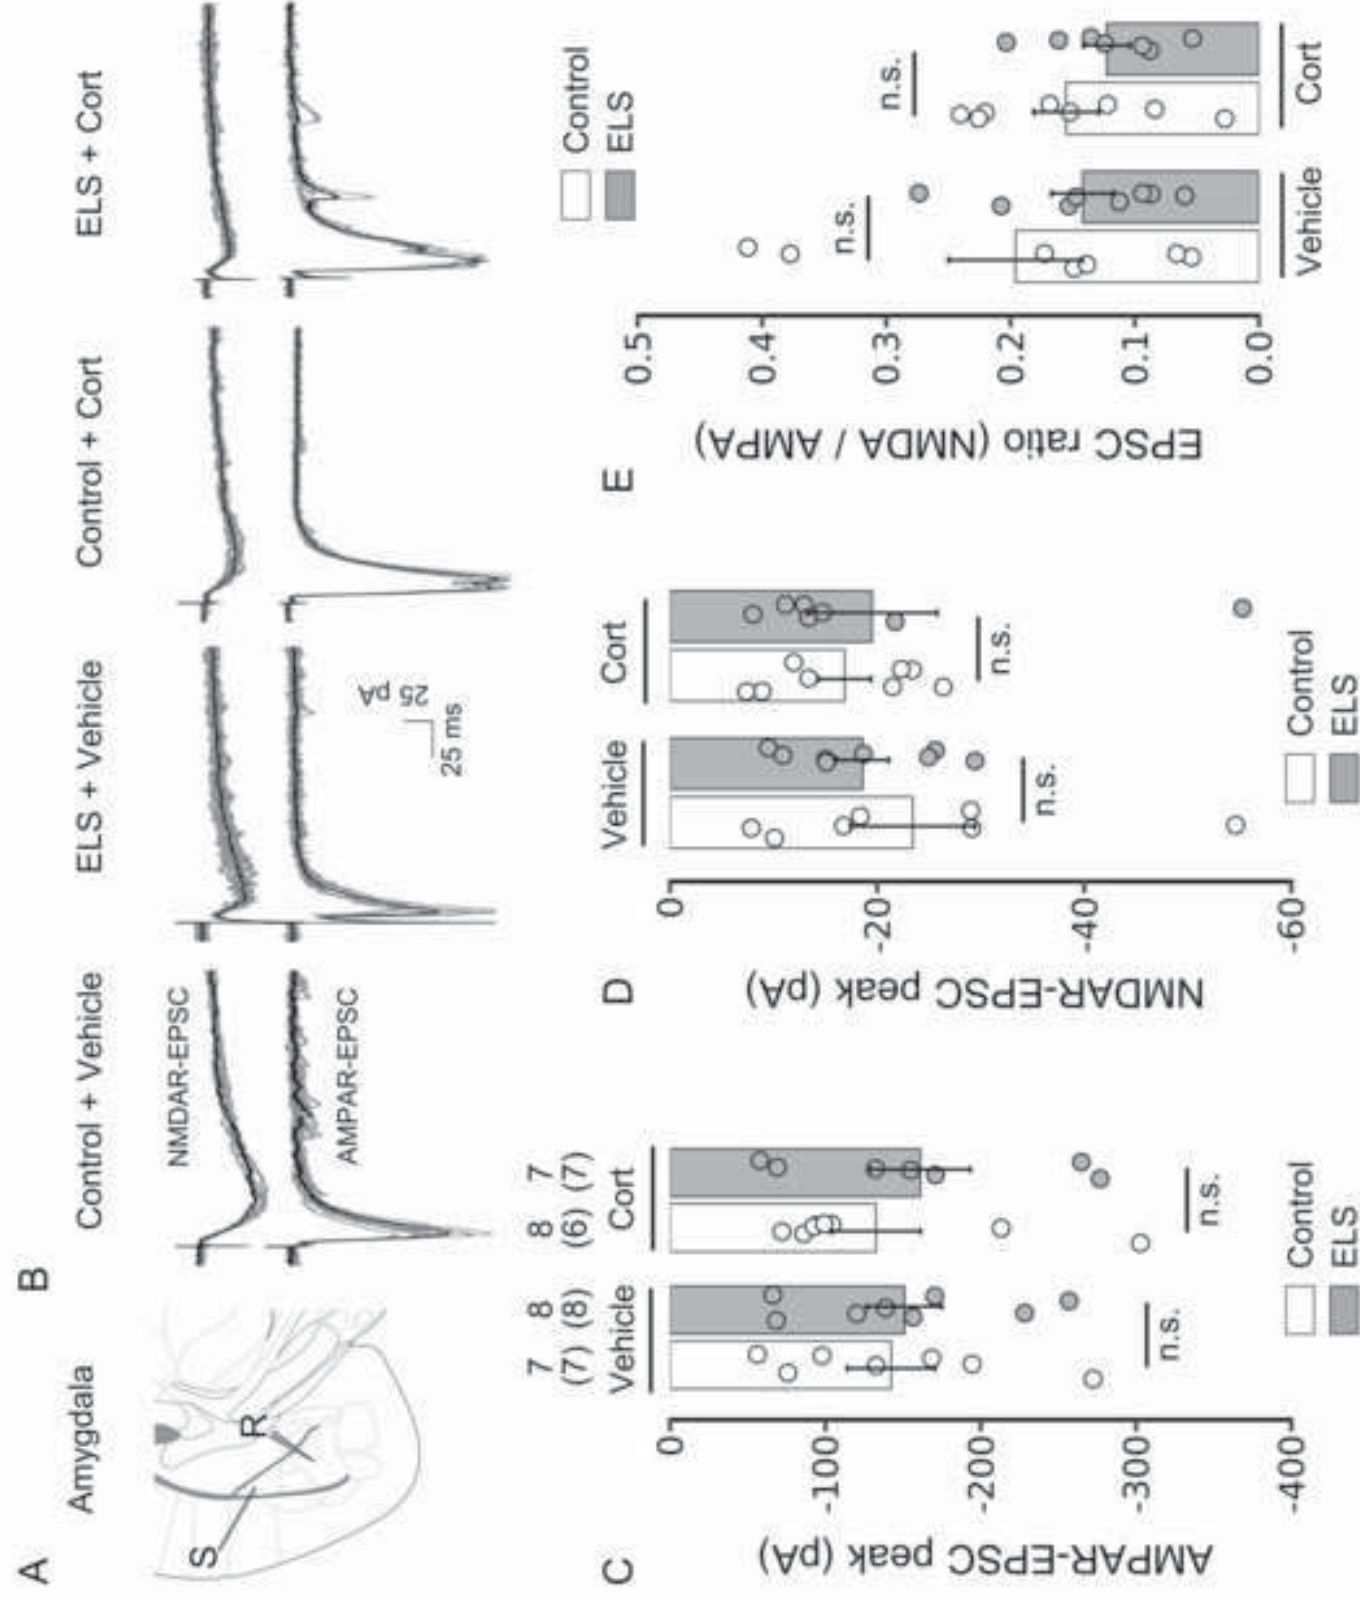 A
Amygdala
S
R
B
Control + Vehicle
ELS + Vehicle
Control + Cort
ELS + Cort
NMDAR-EPSC
AMPAR-EPSC
25 pA
25 ms
C
AMPAR-EPSC peak (pA)
0
-100
-200
-300
-400
7 8 8 7
(7) (8) (6) (7)
Vehicle Cort
n.s.
n.s.
Control
ELS
D
NMDAR-EPSC peak (pA)
0
-20
-40
-60
Vehicle Cort
n.s.
n.s.
Control
ELS
E
EPSC ratio (NMDA / AMPA)
0.5
0.4
0.3
0.2
0.1
0.0
Control
ELS
n.s.
n.s.
Vehicle Cort